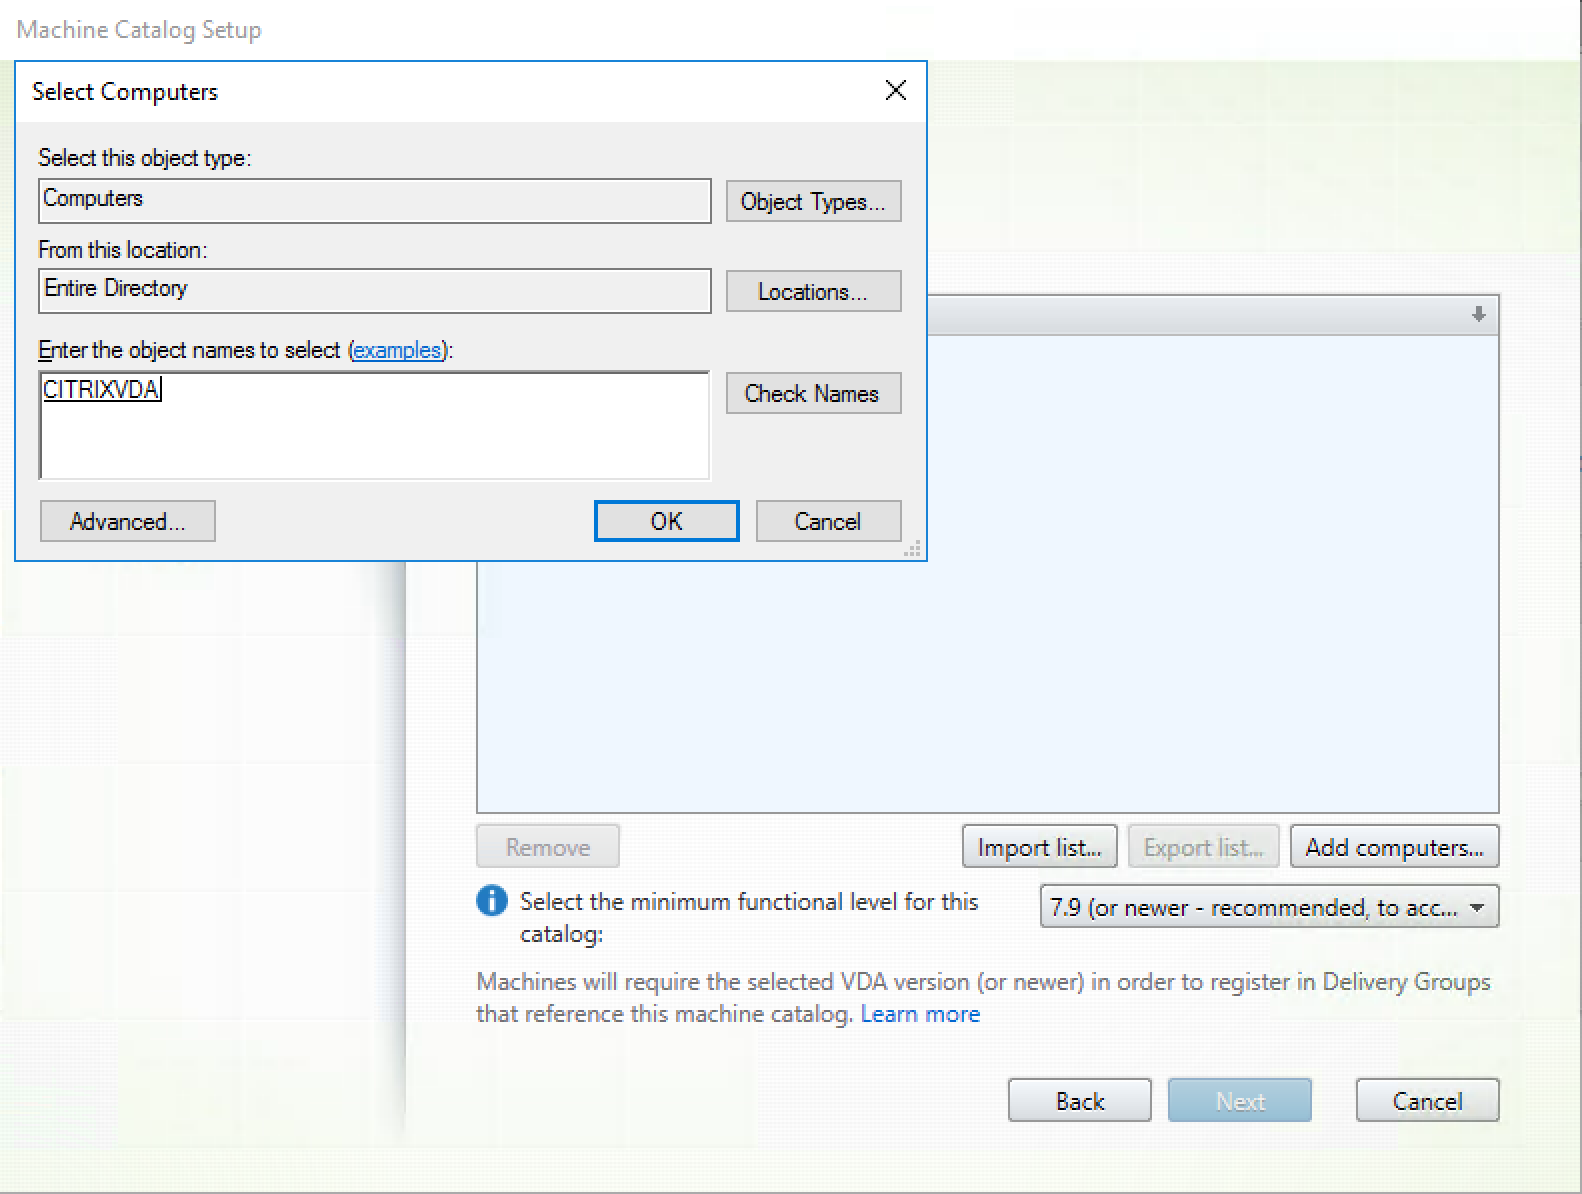 Machine Catalog Setup
Select Computers
Select this object type:
Computers
Object Types...
From this location:
Entire Directory
Locations...
Enter the object names to select (examples):
CITRIXVDA
Check Names
Advanced...
OK
Cancel
Remove
Import list...
Export list...
Add computers...
Select the minimum functional level for this
catalog:
7.9 (or newer - recommended, to acc...
Machines will require the selected VDA version (or newer) in order to register in Delivery Groups
that reference this machine catalog. Learn more
Back
Next
Cancel